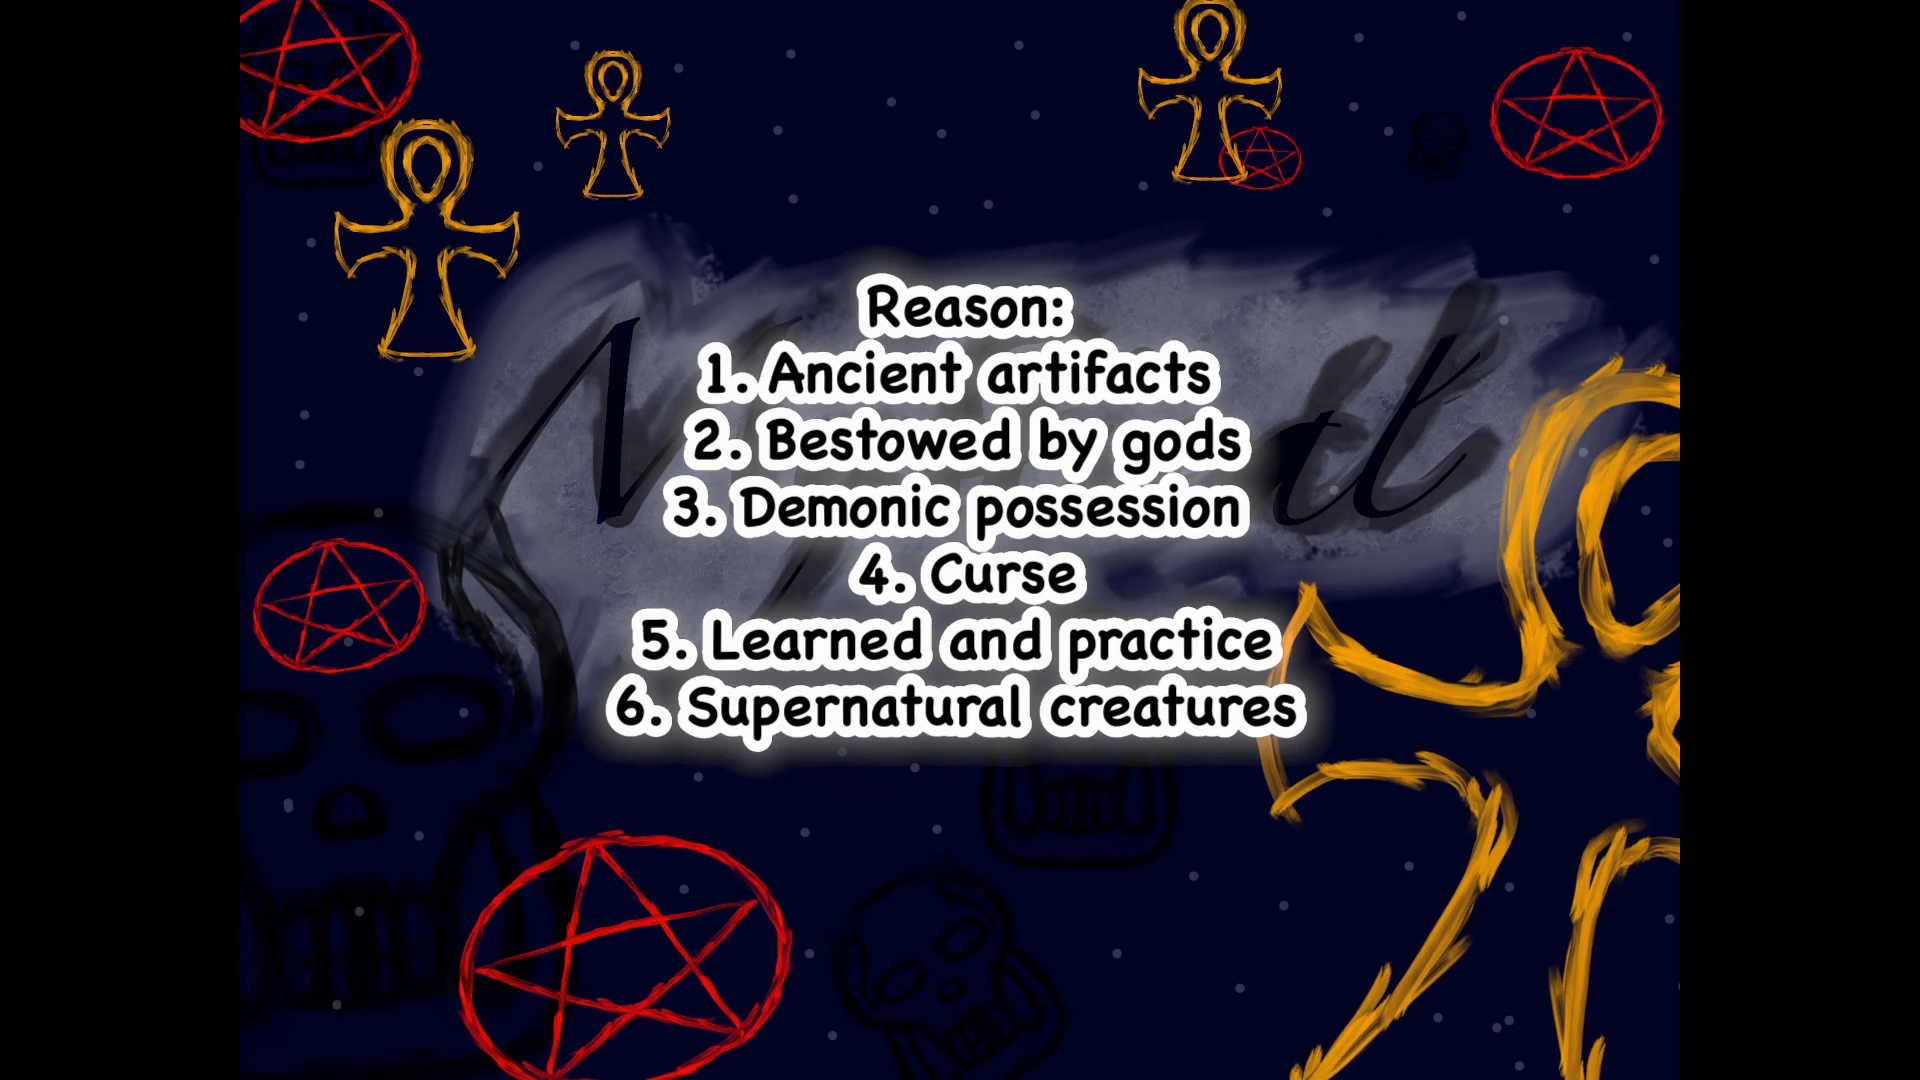 Reason:
1. Ancient artifacts
2. Bestowed by gods
3. Demonic possession
4. Curse
5. Learned and practice
6. Supernatural creatures